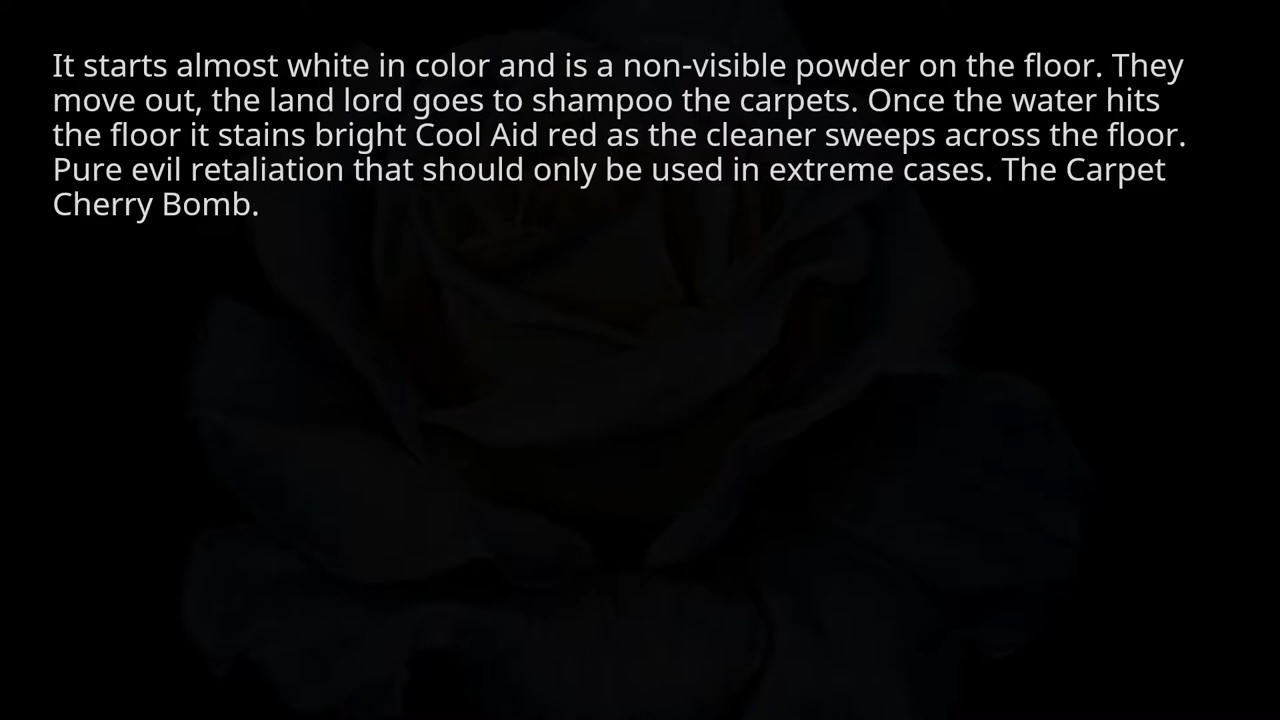 It starts almost white in color and is a non-visible powder on the floor. They
move out, the land lord goes to shampoo the carpets. Once the water hits
the floor it stains bright Cool Aid red as the cleaner sweeps across the floor.
Pure evil retaliation that should only be used in extreme cases. The Carpet
Cherry Bomb.